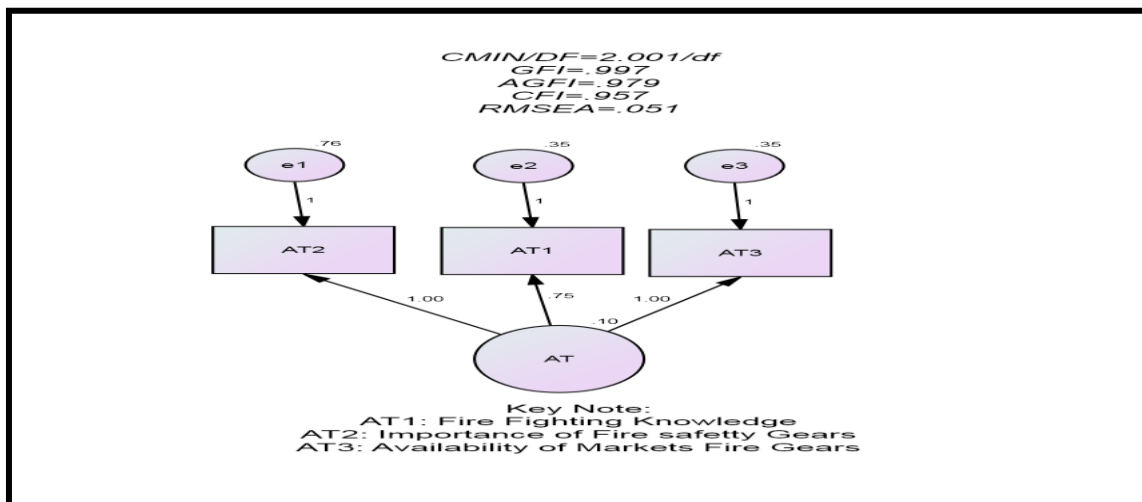 CMIN/DF=2.001/df
GFI=.997
AGFI=.979
CFI=.957
RMSEA=.051
.76 .35 .35
e1 e2 e3
1 1 1
AT2 AT1 AT3
1.00 .75 1.00
.10
AT
Key Note:
AT1: Fire Fighting Knowledge
AT2: Importance of Fire safetty Gears
AT3: Availability of Markets Fire Gears